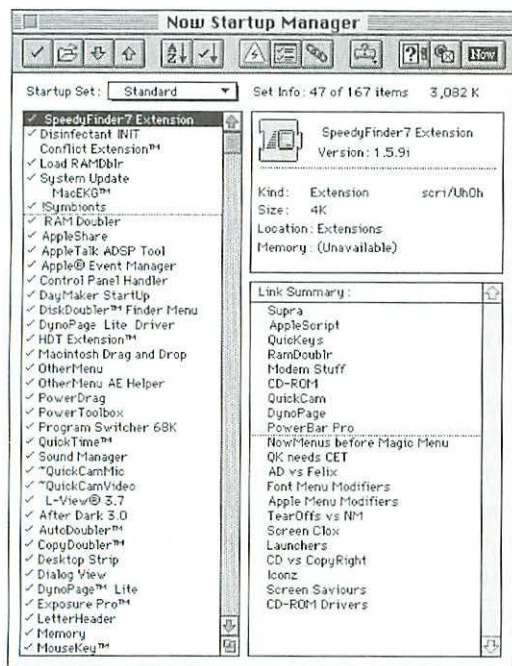 Now Startup Manager
Now
Startup Set: Standard
Set Info: 47 of 167 items 3,082 K
SpeedyFinder7 Extension
Disinfectant INIT
Conflict Extension™
Load RAMDblr
System Update
MacEKG™
!Symbionts
RAM Doubler
AppleShare
AppleTalk ADSP Tool
Apple® Event Manager
Control Panel Handler
DayMaker StartUp
DiskDoubler™ Finder Menu
DynoPage Lite Driver
HDT Extension™
Macintosh Drag and Drop
OtherMenu
OtherMenu AE Helper
PowerDrag
PowerToolbox
Program Switcher 68K
QuickTime™
Sound Manager
~QuickCamMic
~QuickCamVideo
L-View® 3.7
After Dark 3.0
AutoDoubler™
CopyDoubler™
Desktop Strip
Dialog View
DynoPage™ Lite
Exposure Pro™
LetterHeader
Memory
MouseKey™
SpeedyFinder7 Extension
Version: 1.5.9i
Kind: Extension scri/Uh0h
Size: 4K
Location: Extensions
Memory: (Unavailable)
Link Summary:
Supra
AppleScript
QuicKeys
RamDoublr
Modem Stuff
CD-ROM
QuickCam
DynoPage
PowerBar Pro
NowMenus before Magic Menu
QK needs CET
AD vs Felix
Font Menu Modifiers
Apple Menu Modifiers
TearOffs vs NM
Screen Clox
Launchers
CD vs CopyRight
Iconz
Screen Saviours
CD-ROM Drivers